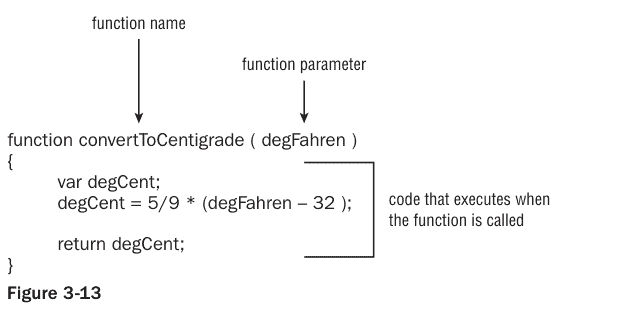 function name
function parameter
function convertToCentigrade ( degFahren )
{
var degCent;
degCent = 5/9 * (degFahren – 32 );
code that executes when
the function is called
return degCent;
}
Figure 3-13